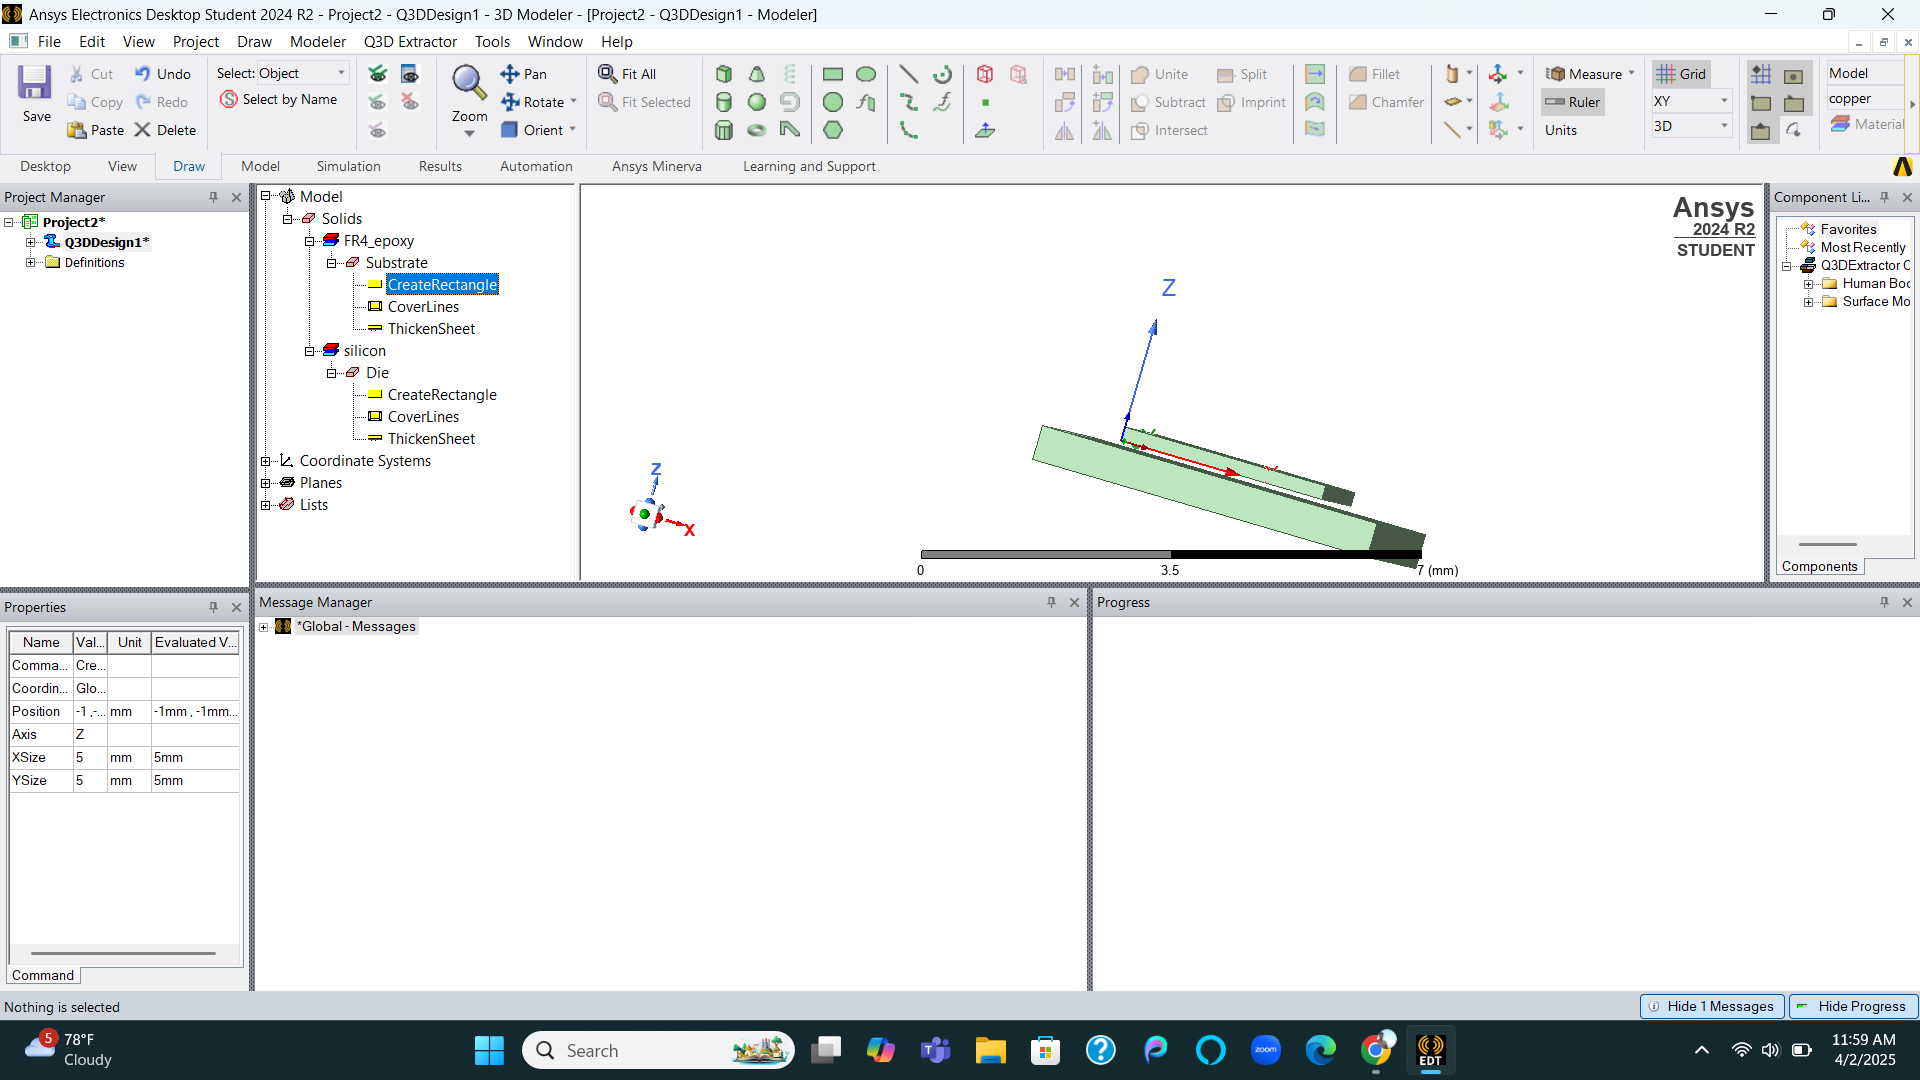 Ansys Electronics Desktop Student 2024 R2 - Project2 - Q3DDesign1 - 3D Modeler - [Project2 - Q3DDesign1 - Modeler]
File Edit View Project Draw Modeler Q3D Extractor Tools Window Help
Save
Cut
Copy
Paste
Undo
Redo
Delete
Select: Object
Select by Name
Zoom
Pan
Rotate
Orient
Fit All
Fit Selected
Unite
Subtract
Intersect
Split
Imprint
Fillet
Chamfer
Measure
Ruler
Units
Grid
XY
3D
Model
copper
Material
Desktop View Draw Model Simulation Results Automation Ansys Minerva Learning and Support
Project Manager
Project2*
Q3DDesign1*
Definitions
Model
Solids
FR4_epoxy
Substrate
CreateRectangle
CoverLines
ThickenSheet
silicon
Die
CreateRectangle
CoverLines
ThickenSheet
Coordinate Systems
Planes
Lists
Ansys
2024 R2
STUDENT
Z
Z
X
0 3.5 7 (mm)
Component Li...
Favorites
Most Recently
Q3DExtractor C
Human Boo
Surface Mo
Components
Properties
Name Val... Unit Evaluated V...
Comma... Cre...
Coordin... Glo...
Position -1 ,-... mm -1mm , -1mm...
Axis Z
XSize 5 mm 5mm
YSize 5 mm 5mm
Command
Message Manager
*Global - Messages
Progress
Nothing is selected
Hide 1 Messages
Hide Progress
5
78°F
Cloudy
Search
zoom
EDT
11:59 AM
4/2/2025